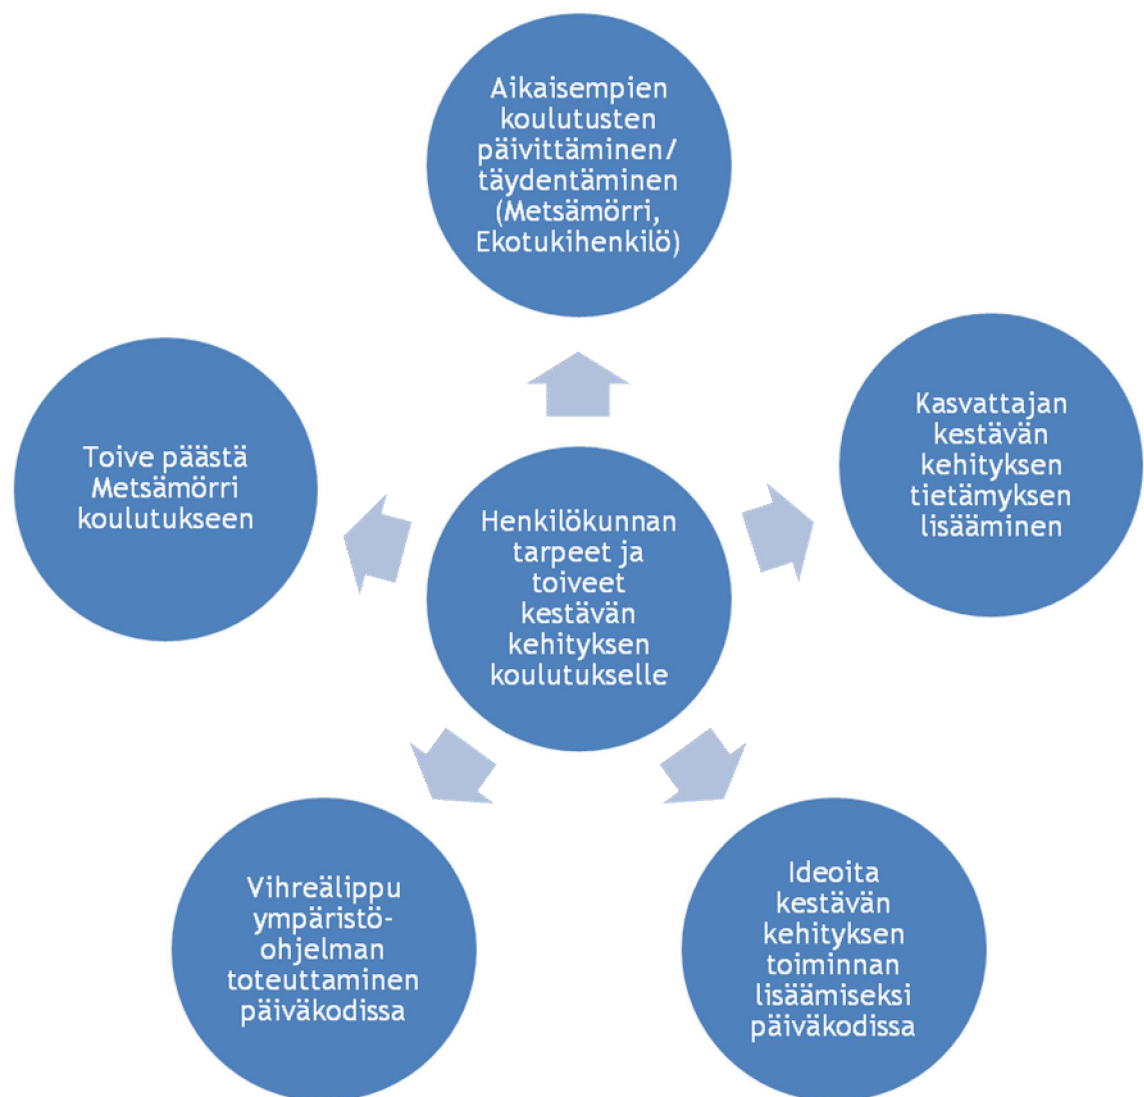 Aikaisempien
koulutusten
päivittäminen/
täydentäminen
(Metsämörri,
Ekotukihenkilö)
Kasvattajan
kestävän
kehityksen
tietämyksen
lisääminen
Toive päästä
Metsämörri
koulutukseen
Henkilökunnan
tarpeet ja
toiveet
kestävän
kehityksen
koulutukselle
Vihreälippu
ympäristö-
ohjelman
toteuttaminen
päiväkodissa
Ideoita
kestävän
kehityksen
toiminnan
lisäämiseksi
päiväkodissa